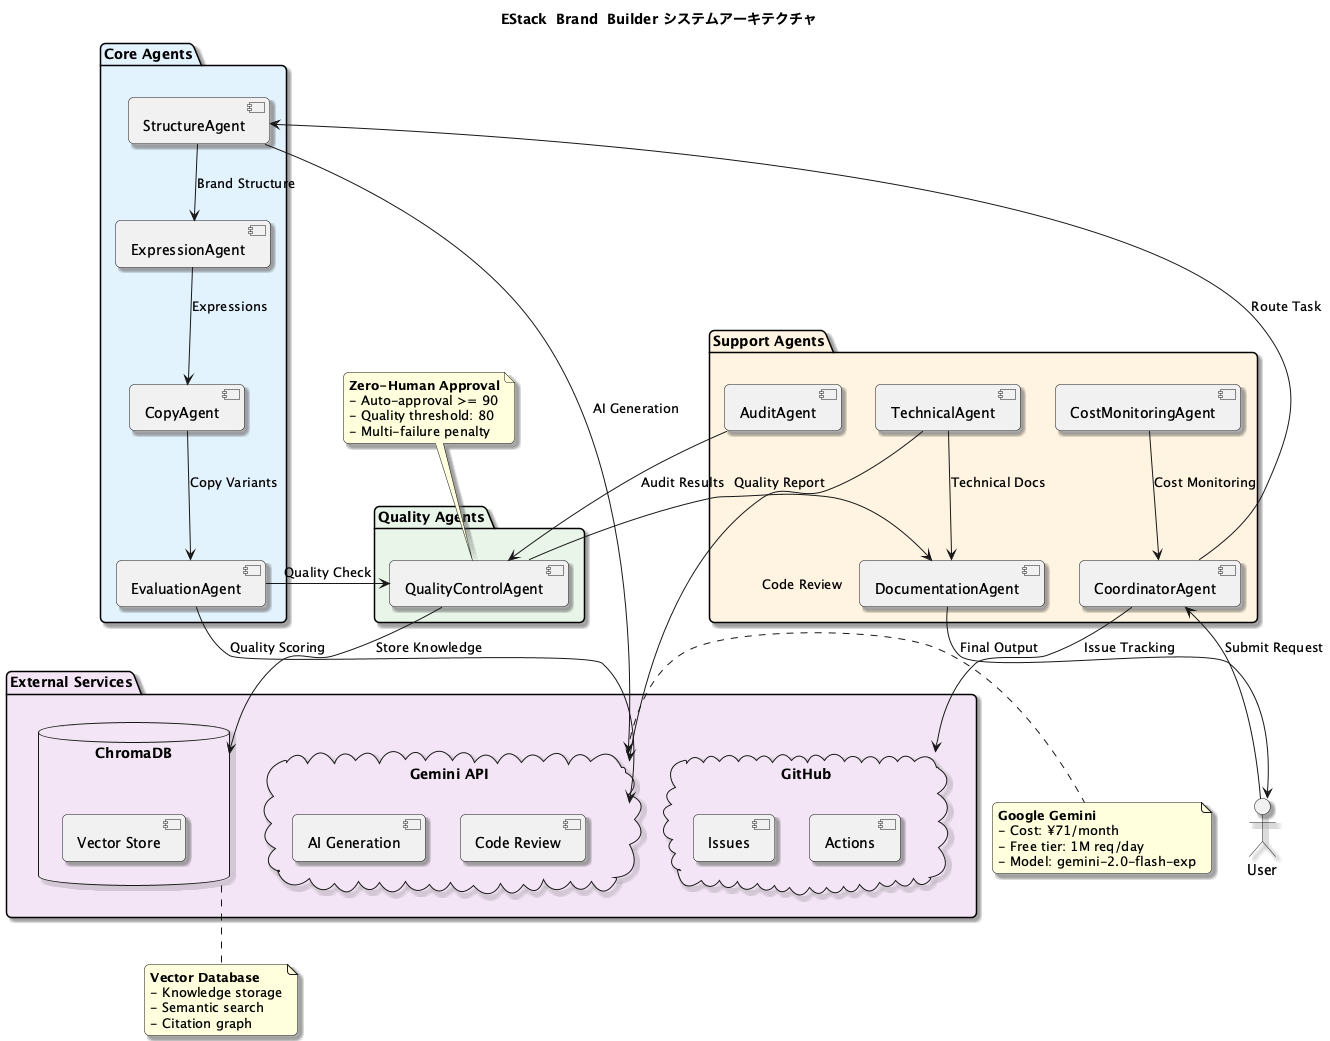 EStack Brand Builder システムアーキテクチャ
Core Agents
StructureAgent
Brand Structure
ExpressionAgent
Expressions
Route Task
Support Agents
Zero-Human Approval
- Auto-approval >= 90
- Quality threshold: 80
- Multi-failure penalty
CopyAgent
AI Generation
AuditAgent
TechnicalAgent
CostMonitoringAgent
Copy Variants
Audit Results
Quality Report
Technical Docs
Cost Monitoring
Quality Agents
EvaluationAgent
Quality Check
QualityControlAgent
Code Review
DocumentationAgent
CoordinatorAgent
Quality Scoring
Store Knowledge
Final Output
Issue Tracking
Submit Request
External Services
ChromaDB
Vector Store
Gemini API
AI Generation
Code Review
GitHub
Issues
Actions
Google Gemini
- Cost: ¥71/month
- Free tier: 1M req/day
- Model: gemini-2.0-flash-exp
User
Vector Database
- Knowledge storage
- Semantic search
- Citation graph